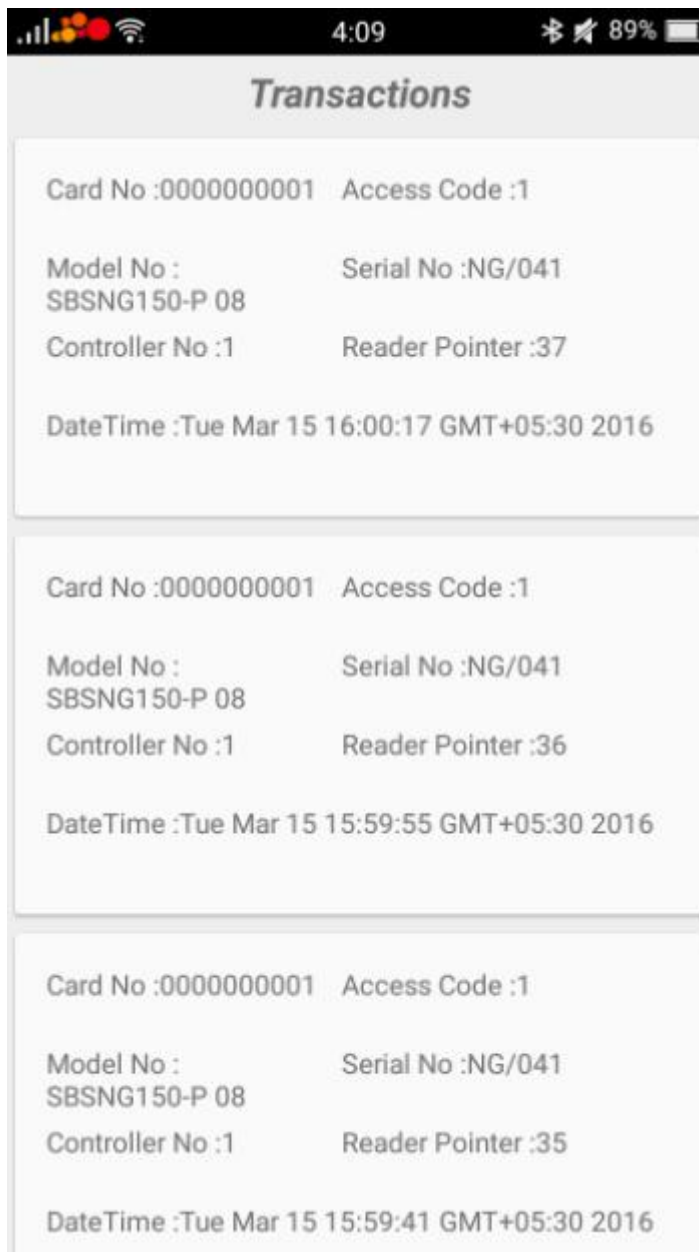 4:09 89%
Transactions
Card No :0000000001 Access Code :1
Model No : Serial No :NG/041
SBSNG150-P 08
Controller No :1 Reader Pointer :37
DateTime :Tue Mar 15 16:00:17 GMT+05:30 2016
Card No :0000000001 Access Code :1
Model No : Serial No :NG/041
SBSNG150-P 08
Controller No :1 Reader Pointer :36
DateTime :Tue Mar 15 15:59:55 GMT+05:30 2016
Card No :0000000001 Access Code :1
Model No : Serial No :NG/041
SBSNG150-P 08
Controller No :1 Reader Pointer :35
DateTime :Tue Mar 15 15:59:41 GMT+05:30 2016